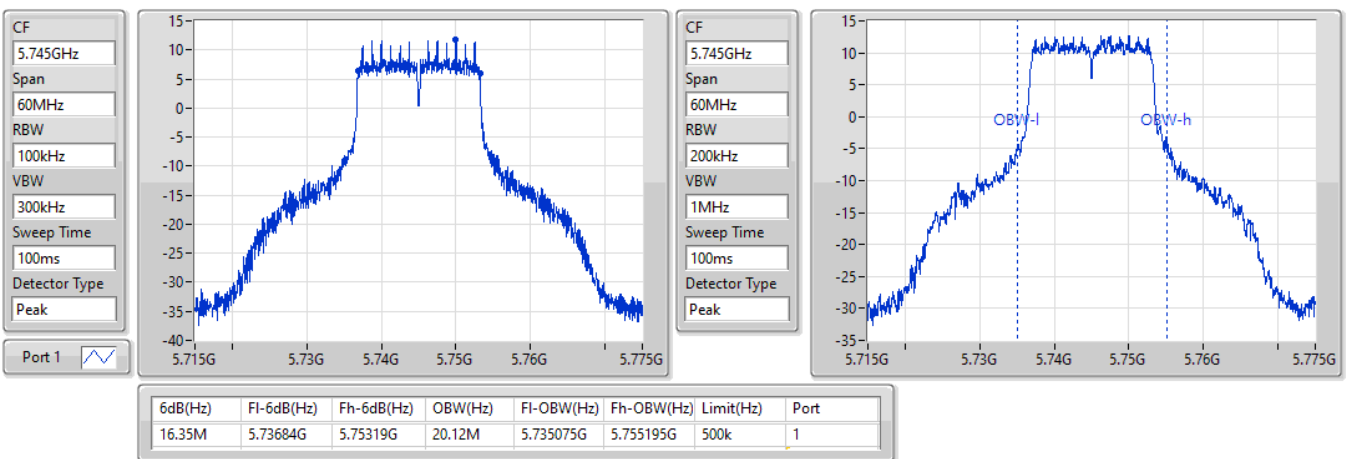 CF
5.745GHz
Span
60MHz
RBW
100kHz
VBW
300kHz
Sweep Time
100ms
Detector Type
Peak
Port 1
15
10
5
0
-5
-10
-15
-20
-25
-30
-35
-40
5.715G 5.73G 5.74G 5.75G 5.76G 5.775G
CF
5.745GHz
Span
60MHz
RBW
200kHz
VBW
1MHz
Sweep Time
100ms
Detector Type
Peak
15
10
5
0
-5
-10
-15
-20
-25
-30
-35
OBW-l OBW-h
5.715G 5.73G 5.74G 5.75G 5.76G 5.775G
6dB(Hz) Fl-6dB(Hz) Fh-6dB(Hz) OBW(Hz) Fl-OBW(Hz) Fh-OBW(Hz) Limit(Hz) Port
16.35M 5.73684G 5.75319G 20.12M 5.735075G 5.755195G 500k 1